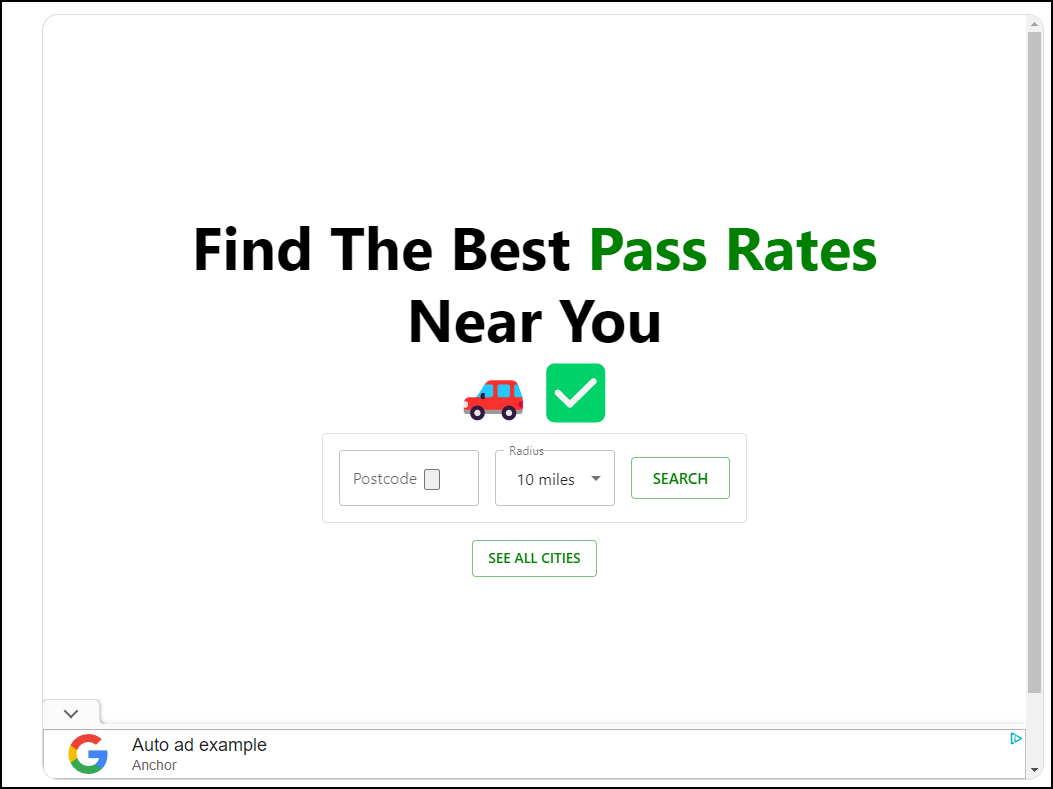 Find The Best Pass Rates
Near You
Radius
Postcode
10 miles
SEARCH
SEE ALL CITIES
Auto ad example
Anchor